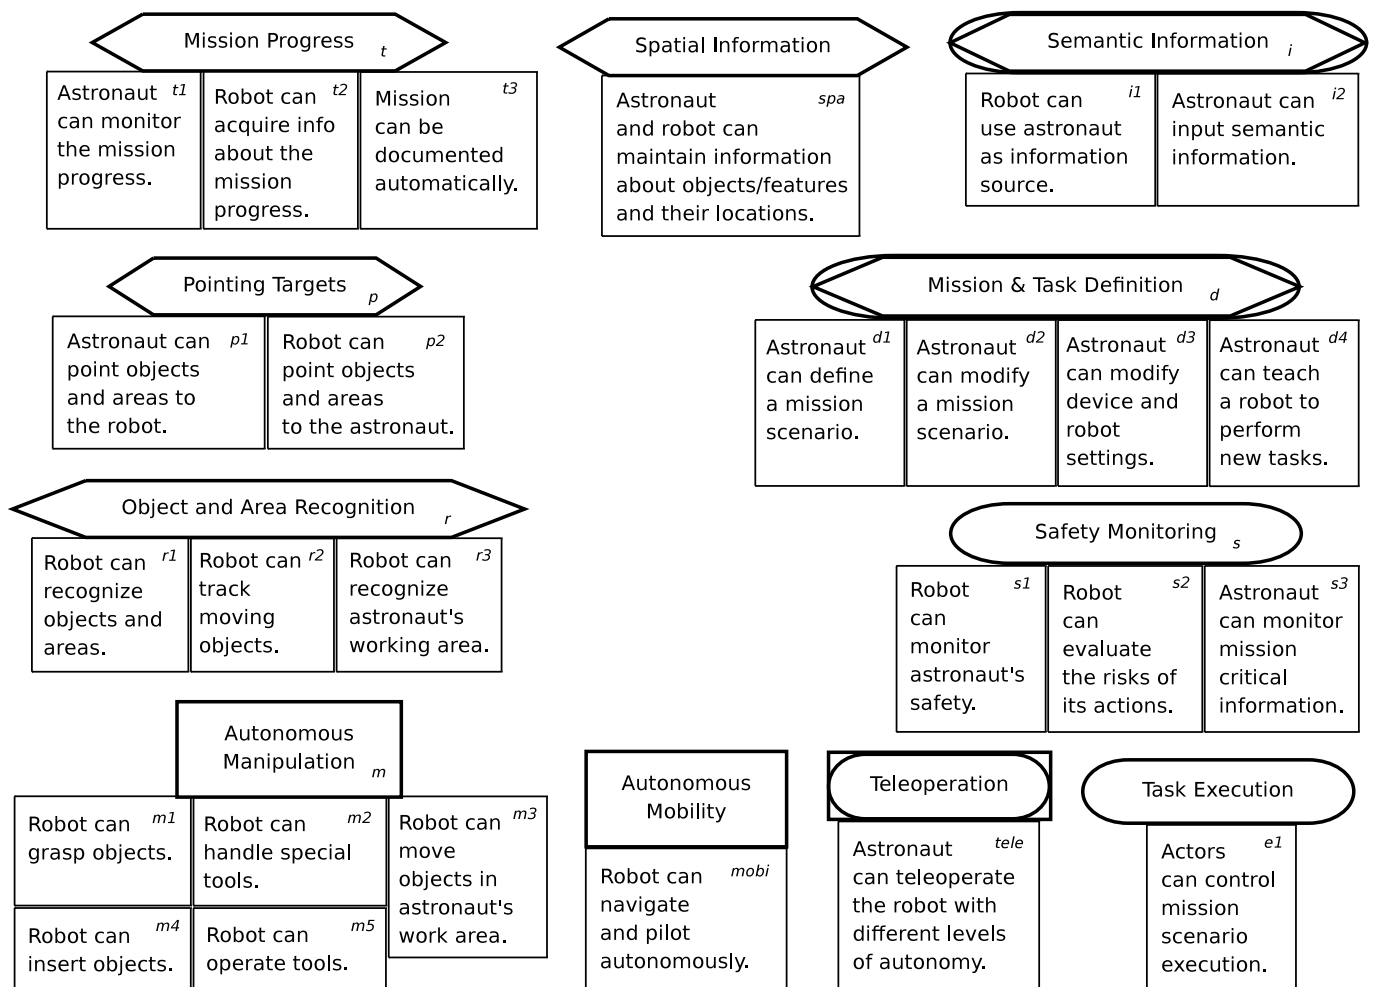 Mission Progress t
Astronaut t1
can monitor
the mission
progress.
Robot can t2
acquire info
about the
mission
progress.
Mission t3
can be
documented
automatically.
Spatial Information
Astronaut spa
and robot can
maintain information
about objects/features
and their locations.
Semantic Information i
Robot can i1
use astronaut
as information
source.
Astronaut can i2
input semantic
information.
Pointing Targets p
Astronaut can p1
point objects
and areas to
the robot.
Robot can p2
point objects
and areas
to the astronaut.
Mission & Task Definition d
Astronaut d1
can define
a mission
scenario.
Astronaut d2
can modify
a mission
scenario.
Astronaut d3
can modify
device and
robot
settings.
Astronaut d4
can teach
a robot to
perform
new tasks.
Object and Area Recognition r
Robot can r1
recognize
objects and
areas.
Robot can r2
track
moving
objects.
Robot can r3
recognize
astronaut's
working area.
Safety Monitoring s
Robot s1
can
monitor
astronaut's
safety.
Robot s2
can
evaluate
the risks of
its actions.
Astronaut s3
can monitor
mission
critical
information.
Autonomous
Manipulation m
Robot can m1
grasp objects.
Robot can m2
handle special
tools.
Robot can m3
move
objects in
astronaut's
work area.
Robot can m4
insert objects.
Robot can m5
operate tools.
Autonomous
Mobility
Robot can mobi
navigate
and pilot
autonomously.
Teleoperation
Astronaut tele
can teleoperate
the robot with
different levels
of autonomy.
Task Execution
Actors e1
can control
mission
scenario
execution.